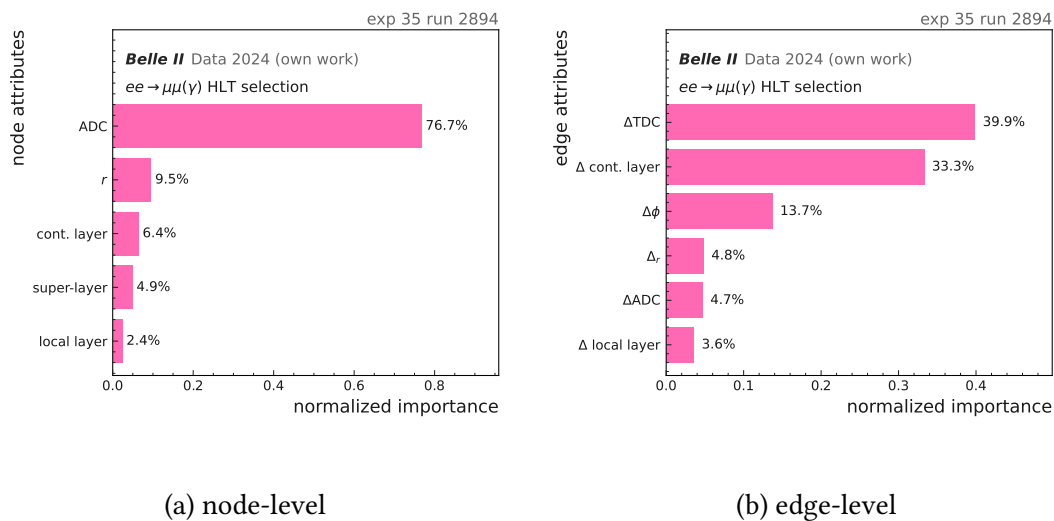 exp 35 run 2894
node attributes
Belle II Data 2024 (own work)
ee→μμ(γ) HLT selection
ADC
76.7%
r
9.5%
cont. layer
6.4%
super-layer
4.9%
local layer
2.4%
0.0 0.2 0.4 0.6 0.8
normalized importance
(a) node-level
exp 35 run 2894
edge attributes
Belle II Data 2024 (own work)
ee→μμ(γ) HLT selection
ΔTDC
39.9%
Δ cont. layer
33.3%
Δϕ
13.7%
Δr
4.8%
ΔADC
4.7%
Δ local layer
3.6%
0.0 0.1 0.2 0.3 0.4
normalized importance
(b) edge-level